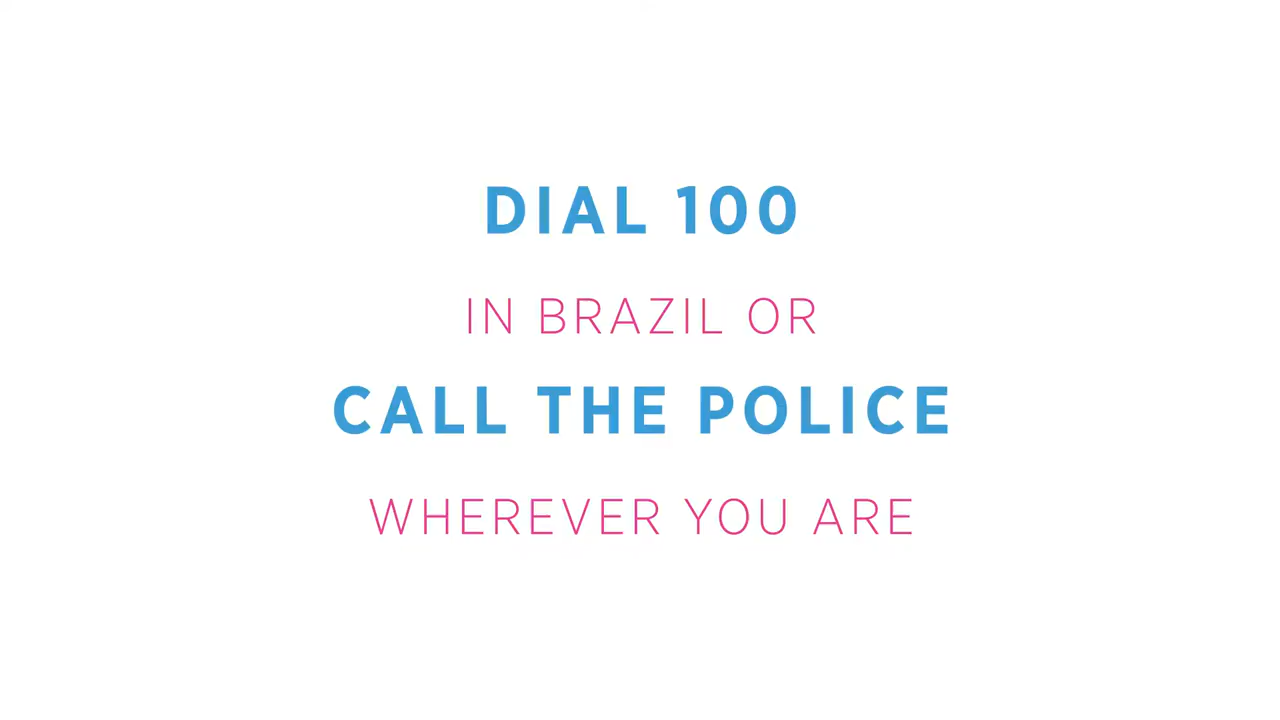 DIAL 100
IN BRAZIL OR
CALL THE POLICE
WHEREVER YOU ARE